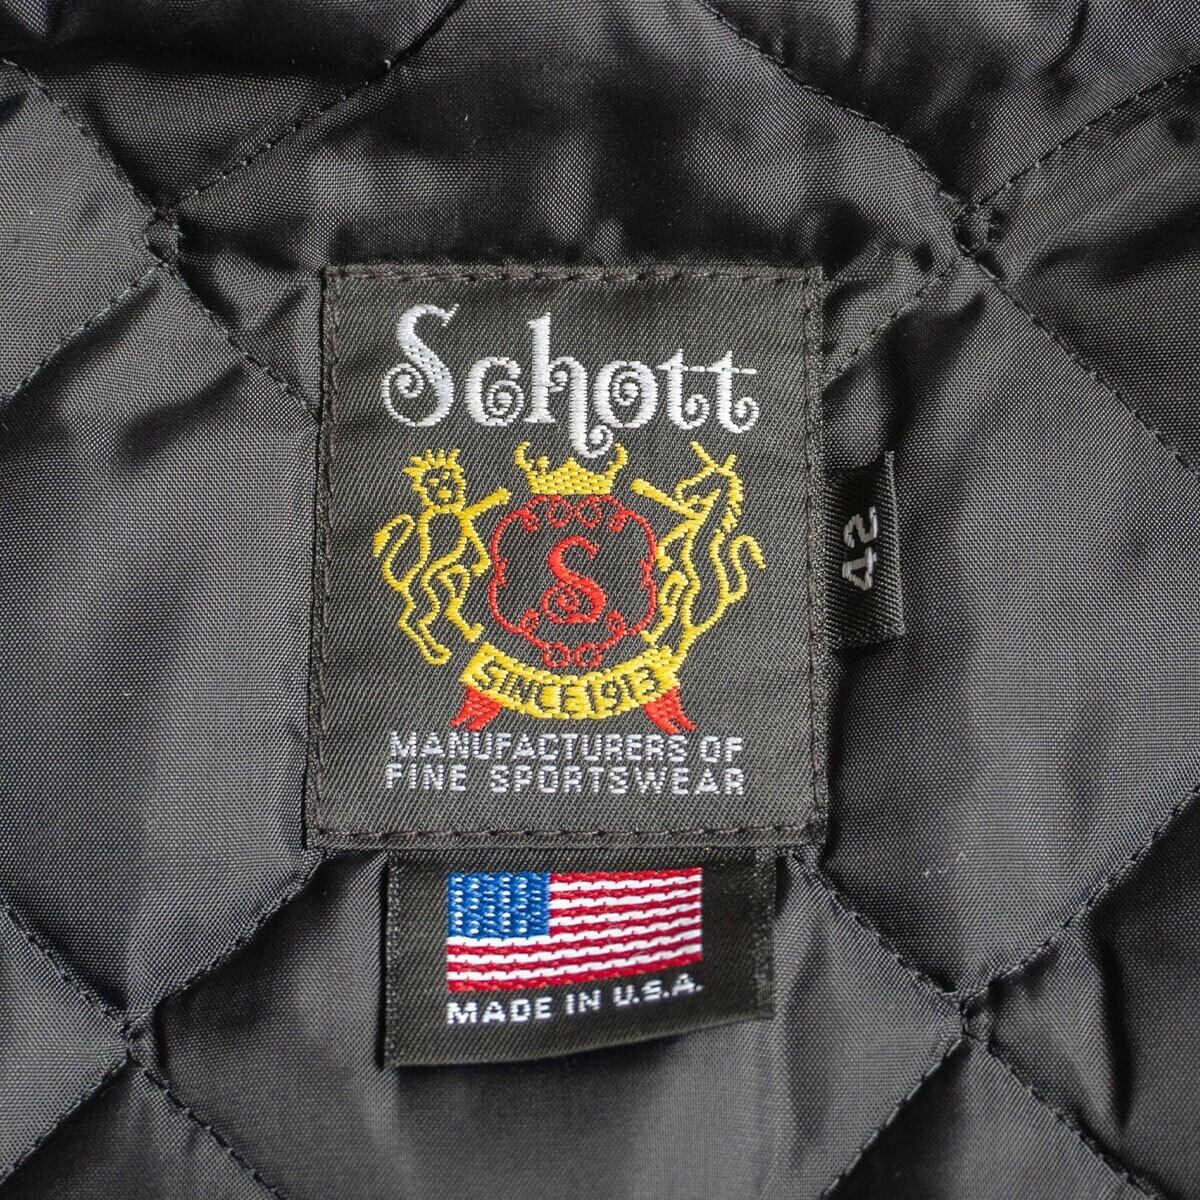 Schott
S
SINCE 1913
MANUFACTURERS OF
FINE SPORTSWEAR
42
MADE IN U.S.A.